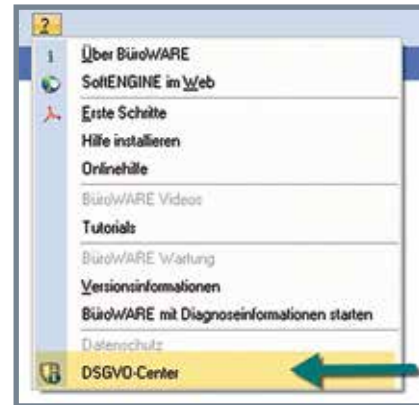 ?
Über BüroWARE
SoftENGINE im Web
Erste Schritte
Hilfe installieren
Onlinehilfe
BüroWARE Videos
Tutorials
BüroWARE Wartung
Versionsinformationen
BüroWARE mit Diagnoseinformationen starten
Datenschutz
DSGVO-Center